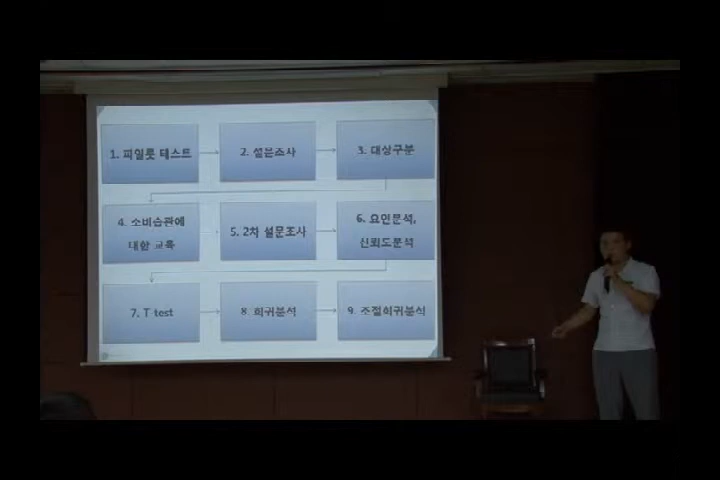 1. 파일롯 테스트
2. 설문조사
3. 대상구분
4. 소비습관에
대한 교육
5. 2차 설문조사
6. 요인분석,
신뢰도분석
7. T test
8. 회귀분석
9. 조절회귀분석